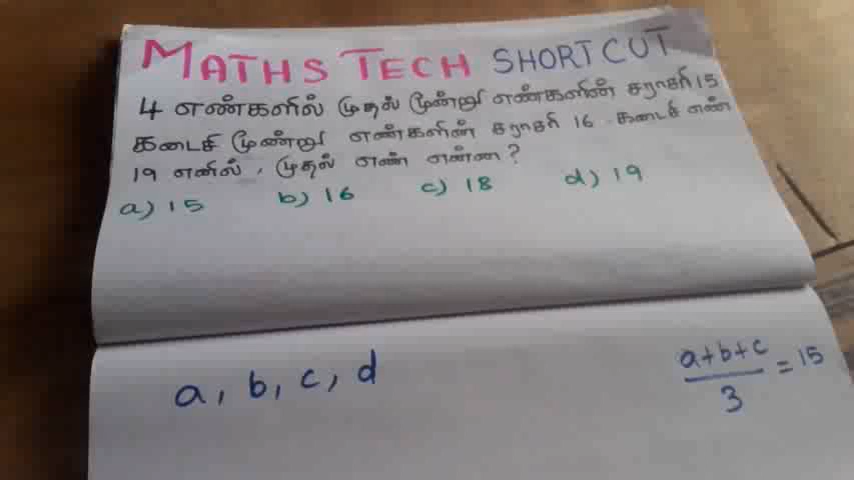 MATHS TECH SHORTCUT
4 எண்களில் முதல் மூன்று எண்களின் சராசரி 15
கடைசி மூன்று எண்களின் சராசரி 16. கடைசி எண்
19 எனில், முதல் எண் என்ன?
a) 15 b) 16 c) 18 d) 19
a, b, c, d
a+b+c
3
= 15